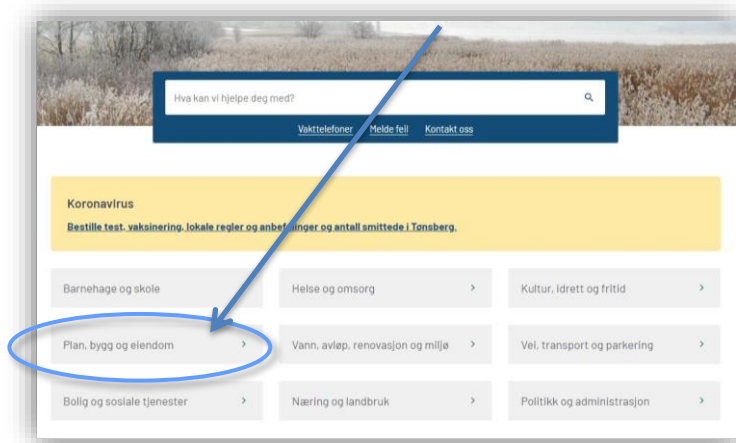 Hva kan vi hjelpe deg med?
Vakttelefoner Melde feil Kontakt oss
Koronavirus
Bestille test, vaksinering, lokale regler og anbefalinger og antall smittede i Tønsberg.
Barnehage og skole
Helse og omsorg
Kultur, idrett og fritid
Plan, bygg og eiendom
Vann, avløp, renovasjon og miljø
Vei, transport og parkering
Bolig og sosiale tjenester
Næring og landbruk
Politikk og administrasjon